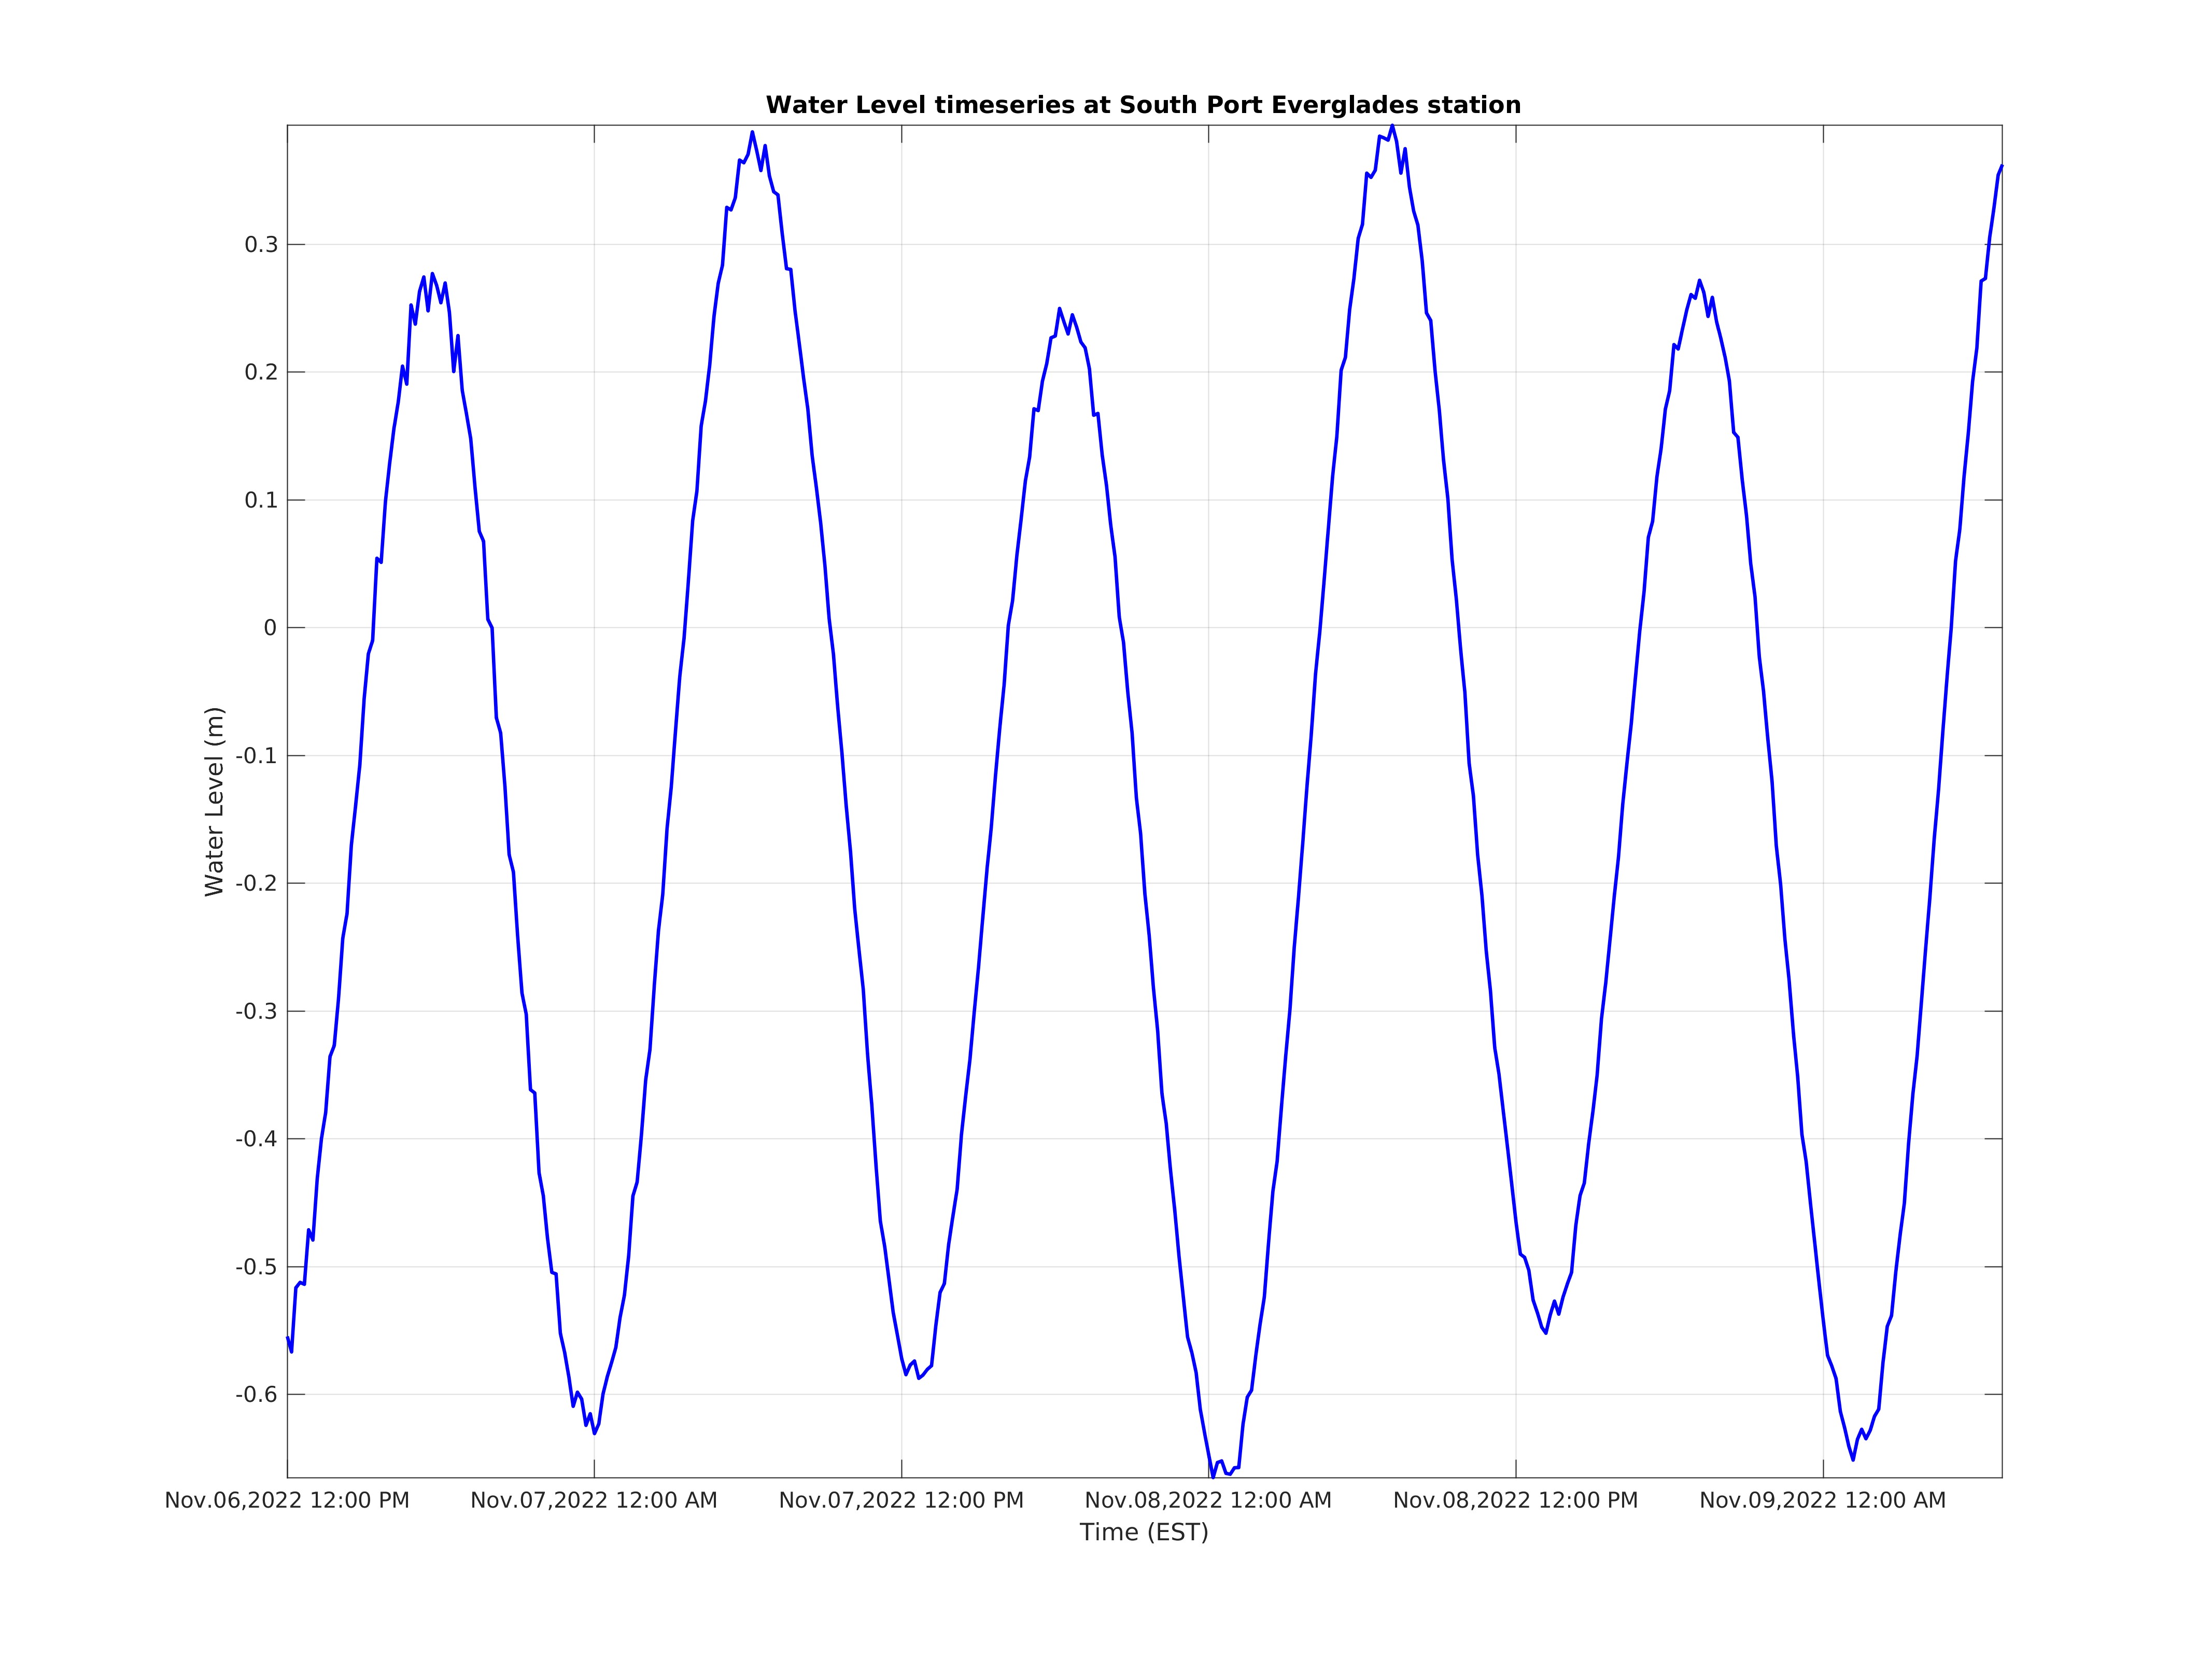 Water Level timeseries at South Port Everglades station
0.3
0.2
0.1
0
-0.1
-0.2
-0.3
-0.4
-0.5
-0.6
Water Level (m)
Nov.06,2022 12:00 PM
Nov.07,2022 12:00 AM
Nov.07,2022 12:00 PM
Nov.08,2022 12:00 AM
Nov.08,2022 12:00 PM
Nov.09,2022 12:00 AM
Time (EST)